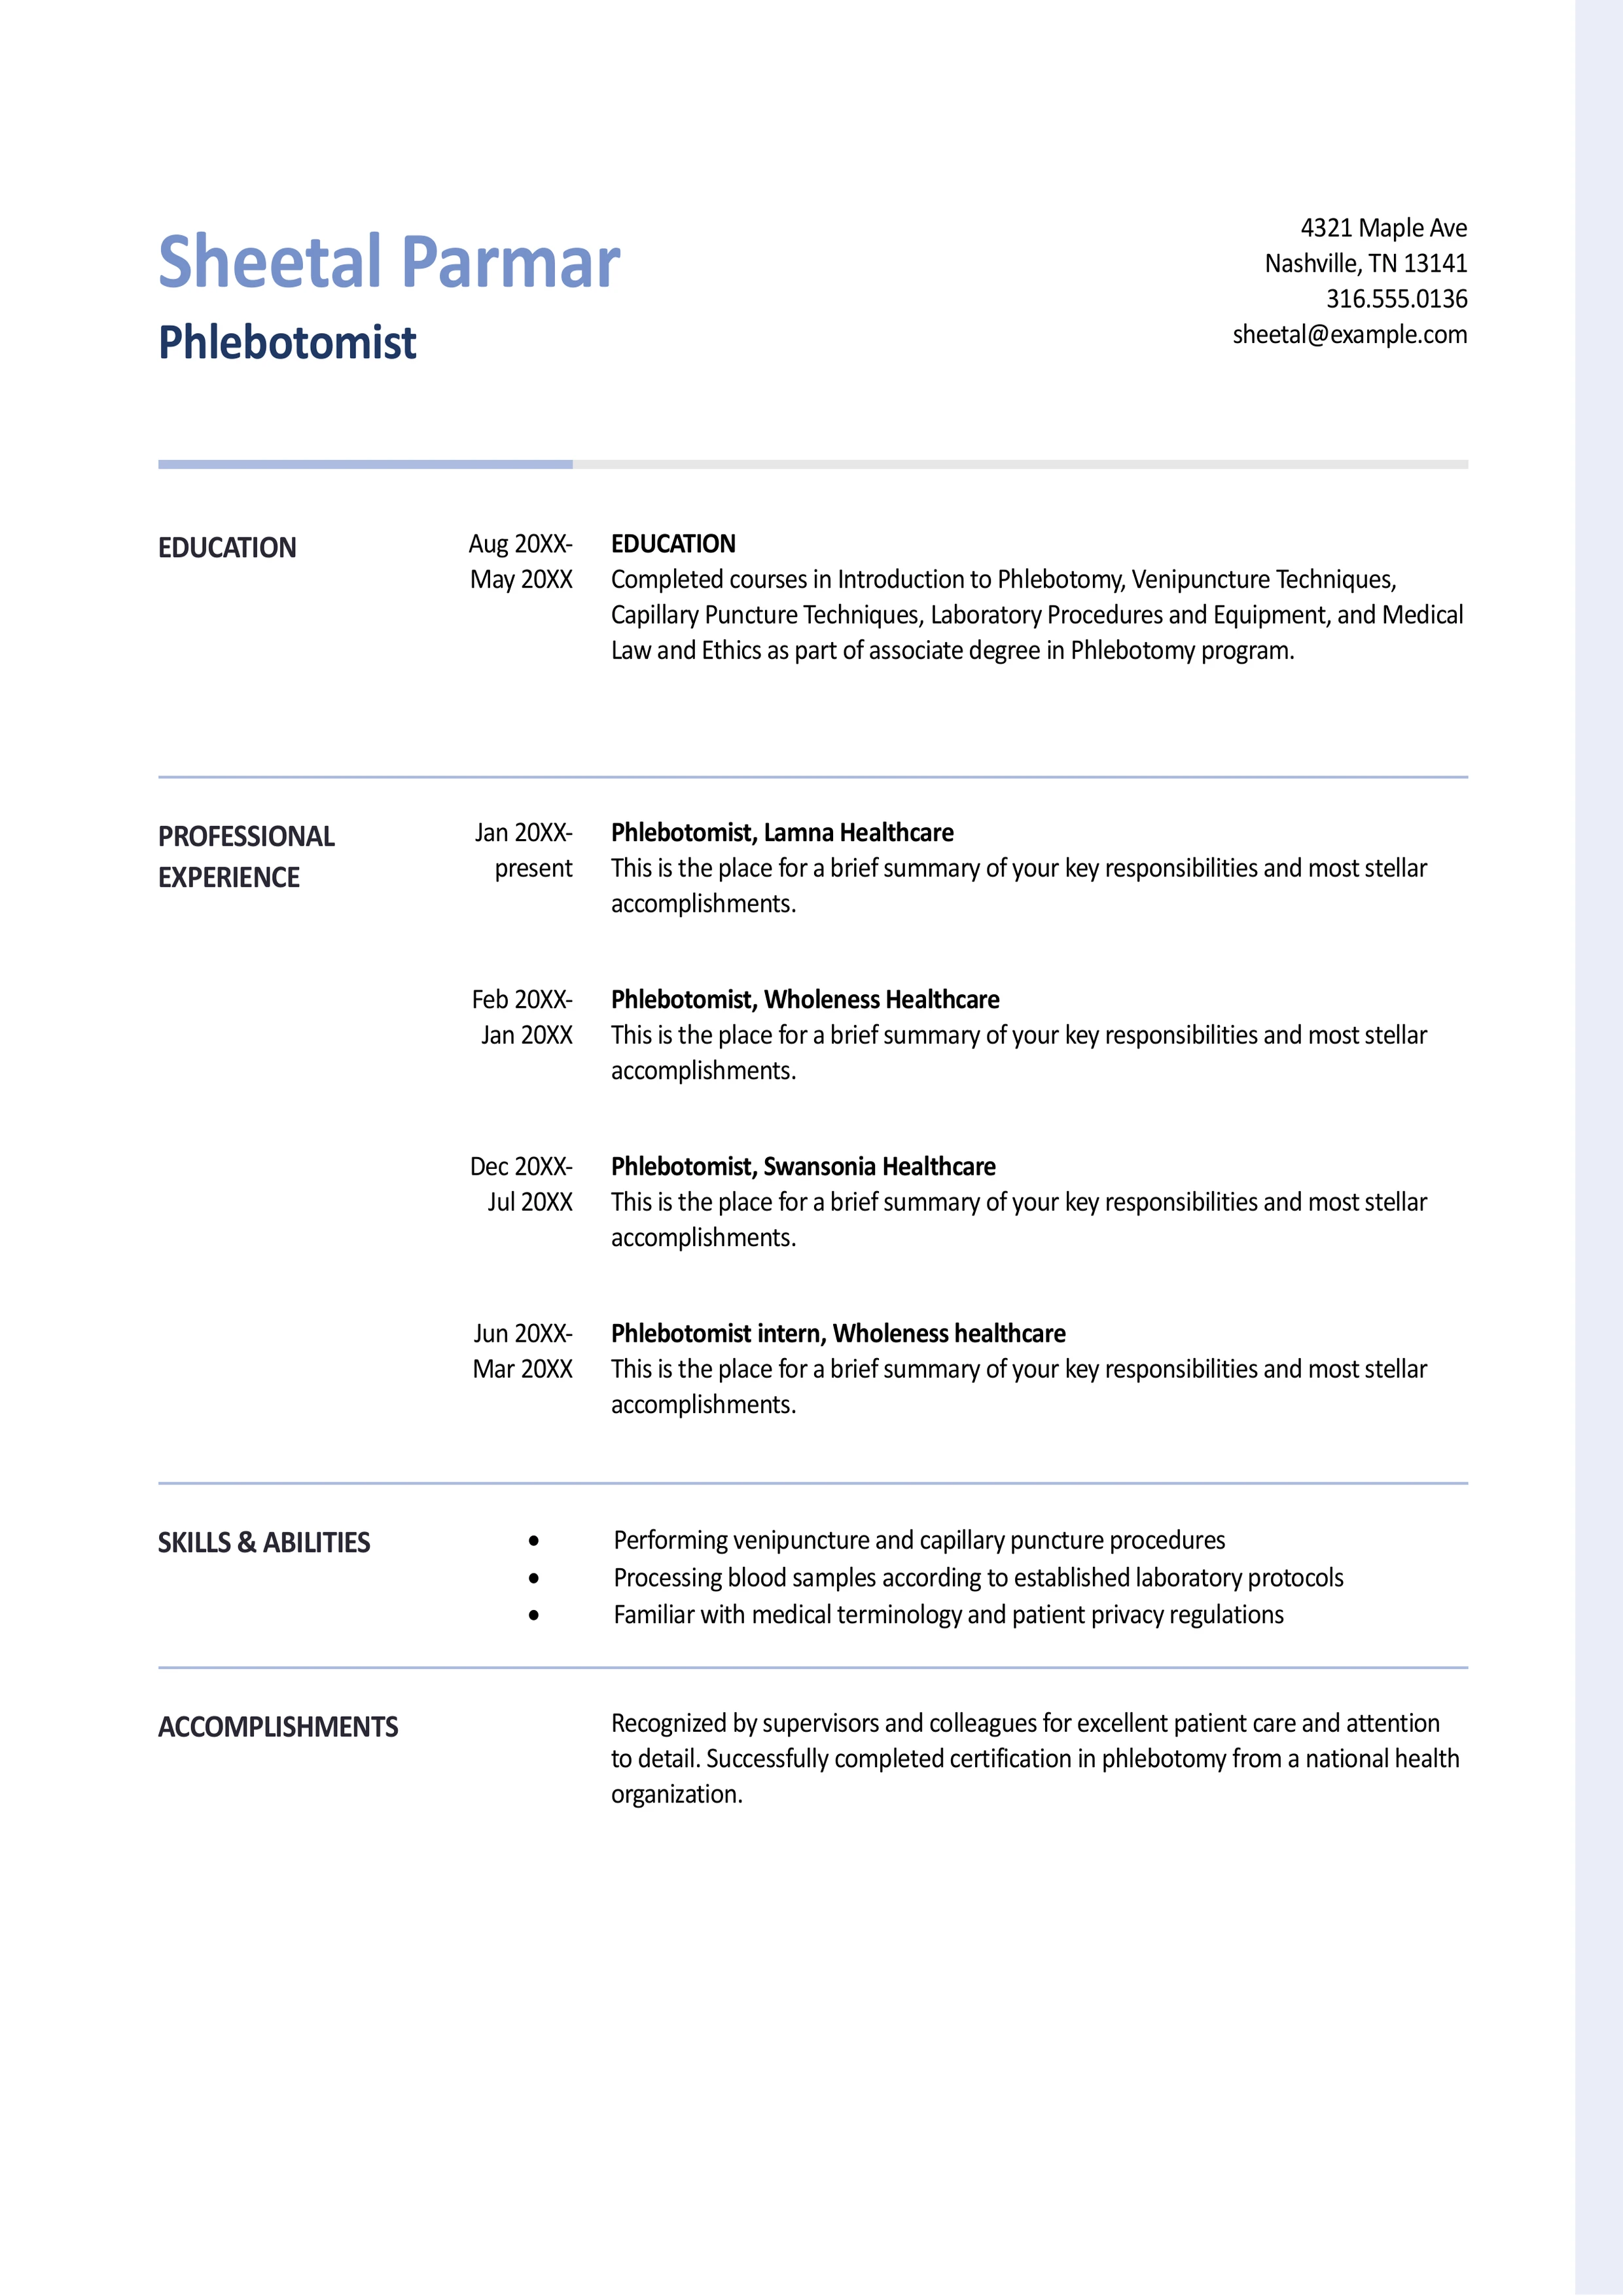 Sheetal Parmar
Phlebotomist
4321 Maple Ave
Nashville, TN 13141
316.555.0136
sheetal@example.com
EDUCATION
Aug 20XX-
May 20XX
EDUCATION
Completed courses in Introduction to Phlebotomy, Venipuncture Techniques,
Capillary Puncture Techniques, Laboratory Procedures and Equipment, and Medical
Law and Ethics as part of associate degree in Phlebotomy program.
PROFESSIONAL
EXPERIENCE
Jan 20XX-
present
Phlebotomist, Lamna Healthcare
This is the place for a brief summary of your key responsibilities and most stellar
accomplishments.
Feb 20XX-
Jan 20XX
Phlebotomist, Wholeness Healthcare
This is the place for a brief summary of your key responsibilities and most stellar
accomplishments.
Dec 20XX-
Jul 20XX
Phlebotomist, Swansonia Healthcare
This is the place for a brief summary of your key responsibilities and most stellar
accomplishments.
Jun 20XX-
Mar 20XX
Phlebotomist intern, Wholeness healthcare
This is the place for a brief summary of your key responsibilities and most stellar
accomplishments.
SKILLS & ABILITIES
• Performing venipuncture and capillary puncture procedures
• Processing blood samples according to established laboratory protocols
• Familiar with medical terminology and patient privacy regulations
ACCOMPLISHMENTS
Recognized by supervisors and colleagues for excellent patient care and attention
to detail. Successfully completed certification in phlebotomy from a national health
organization.